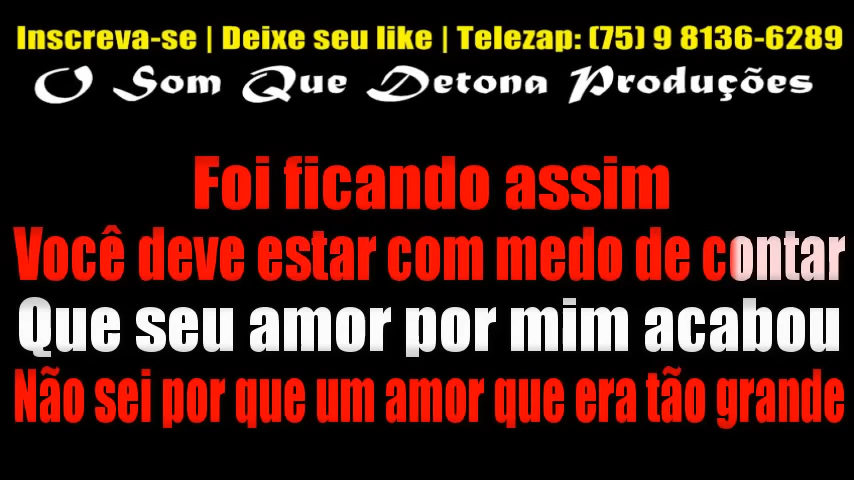 Inscreva-se | Deixe seu like | Telezap: (75) 9 8136-6289
O Som Que Detona Produções
Foi ficando assim
Você deve estar com medo de contar
Que seu amor por mim acabou
Não sei por que um amor que era tão grande